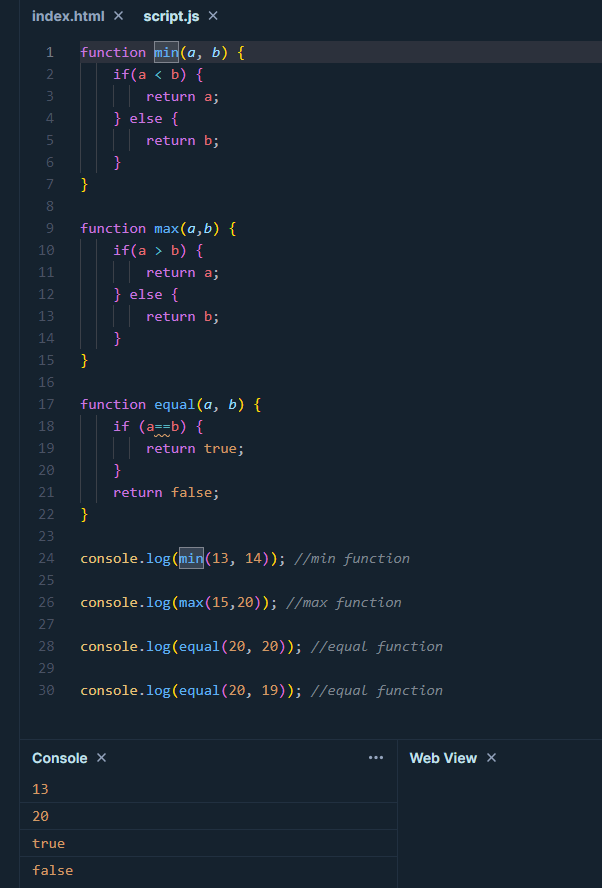 index.html × script.js ×
1 function min(a, b) {
2     if(a < b) {
3         return a;
4     } else {
5         return b;
6     }
7 }
8
9 function max(a,b) {
10     if(a > b) {
11         return a;
12     } else {
13         return b;
14     }
15 }
16
17 function equal(a, b) {
18     if (a==b) {
19         return true;
20     }
21     return false;
22 }
23
24 console.log(min(13, 14)); //min function
25
26 console.log(max(15,20)); //max function
27
28 console.log(equal(20, 20)); //equal function
29
30 console.log(equal(20, 19)); //equal function
Console × ··· Web View ×
13
20
true
false